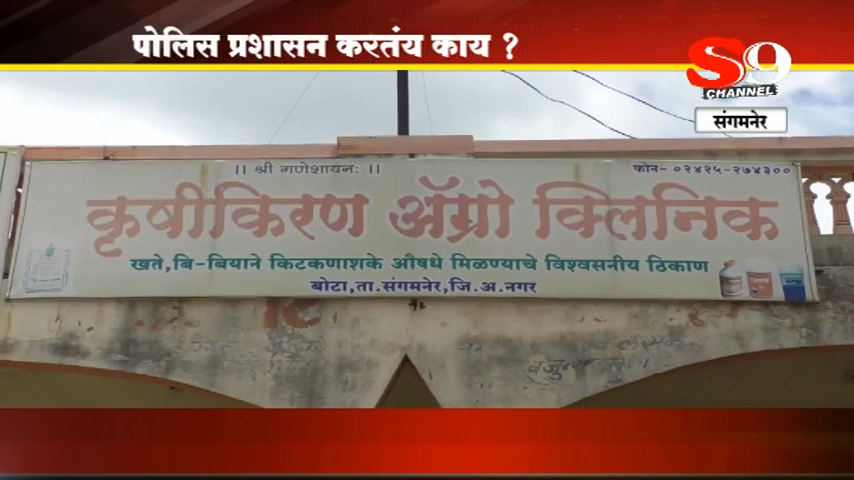 पोलिस प्रशासन करतंय काय ?
S9
CHANNEL
संगमनेर
|| श्री गणेशायनः ||
फोन- ०२४२५-२७४३००
कृषीकिरण ॲग्रो क्लिनिक
खते,बि-बियाने किटकणाशके औषधे मिळण्याचे विश्वसनीय ठिकाण
बोटा,ता.संगमनेर,जि.अ.नगर